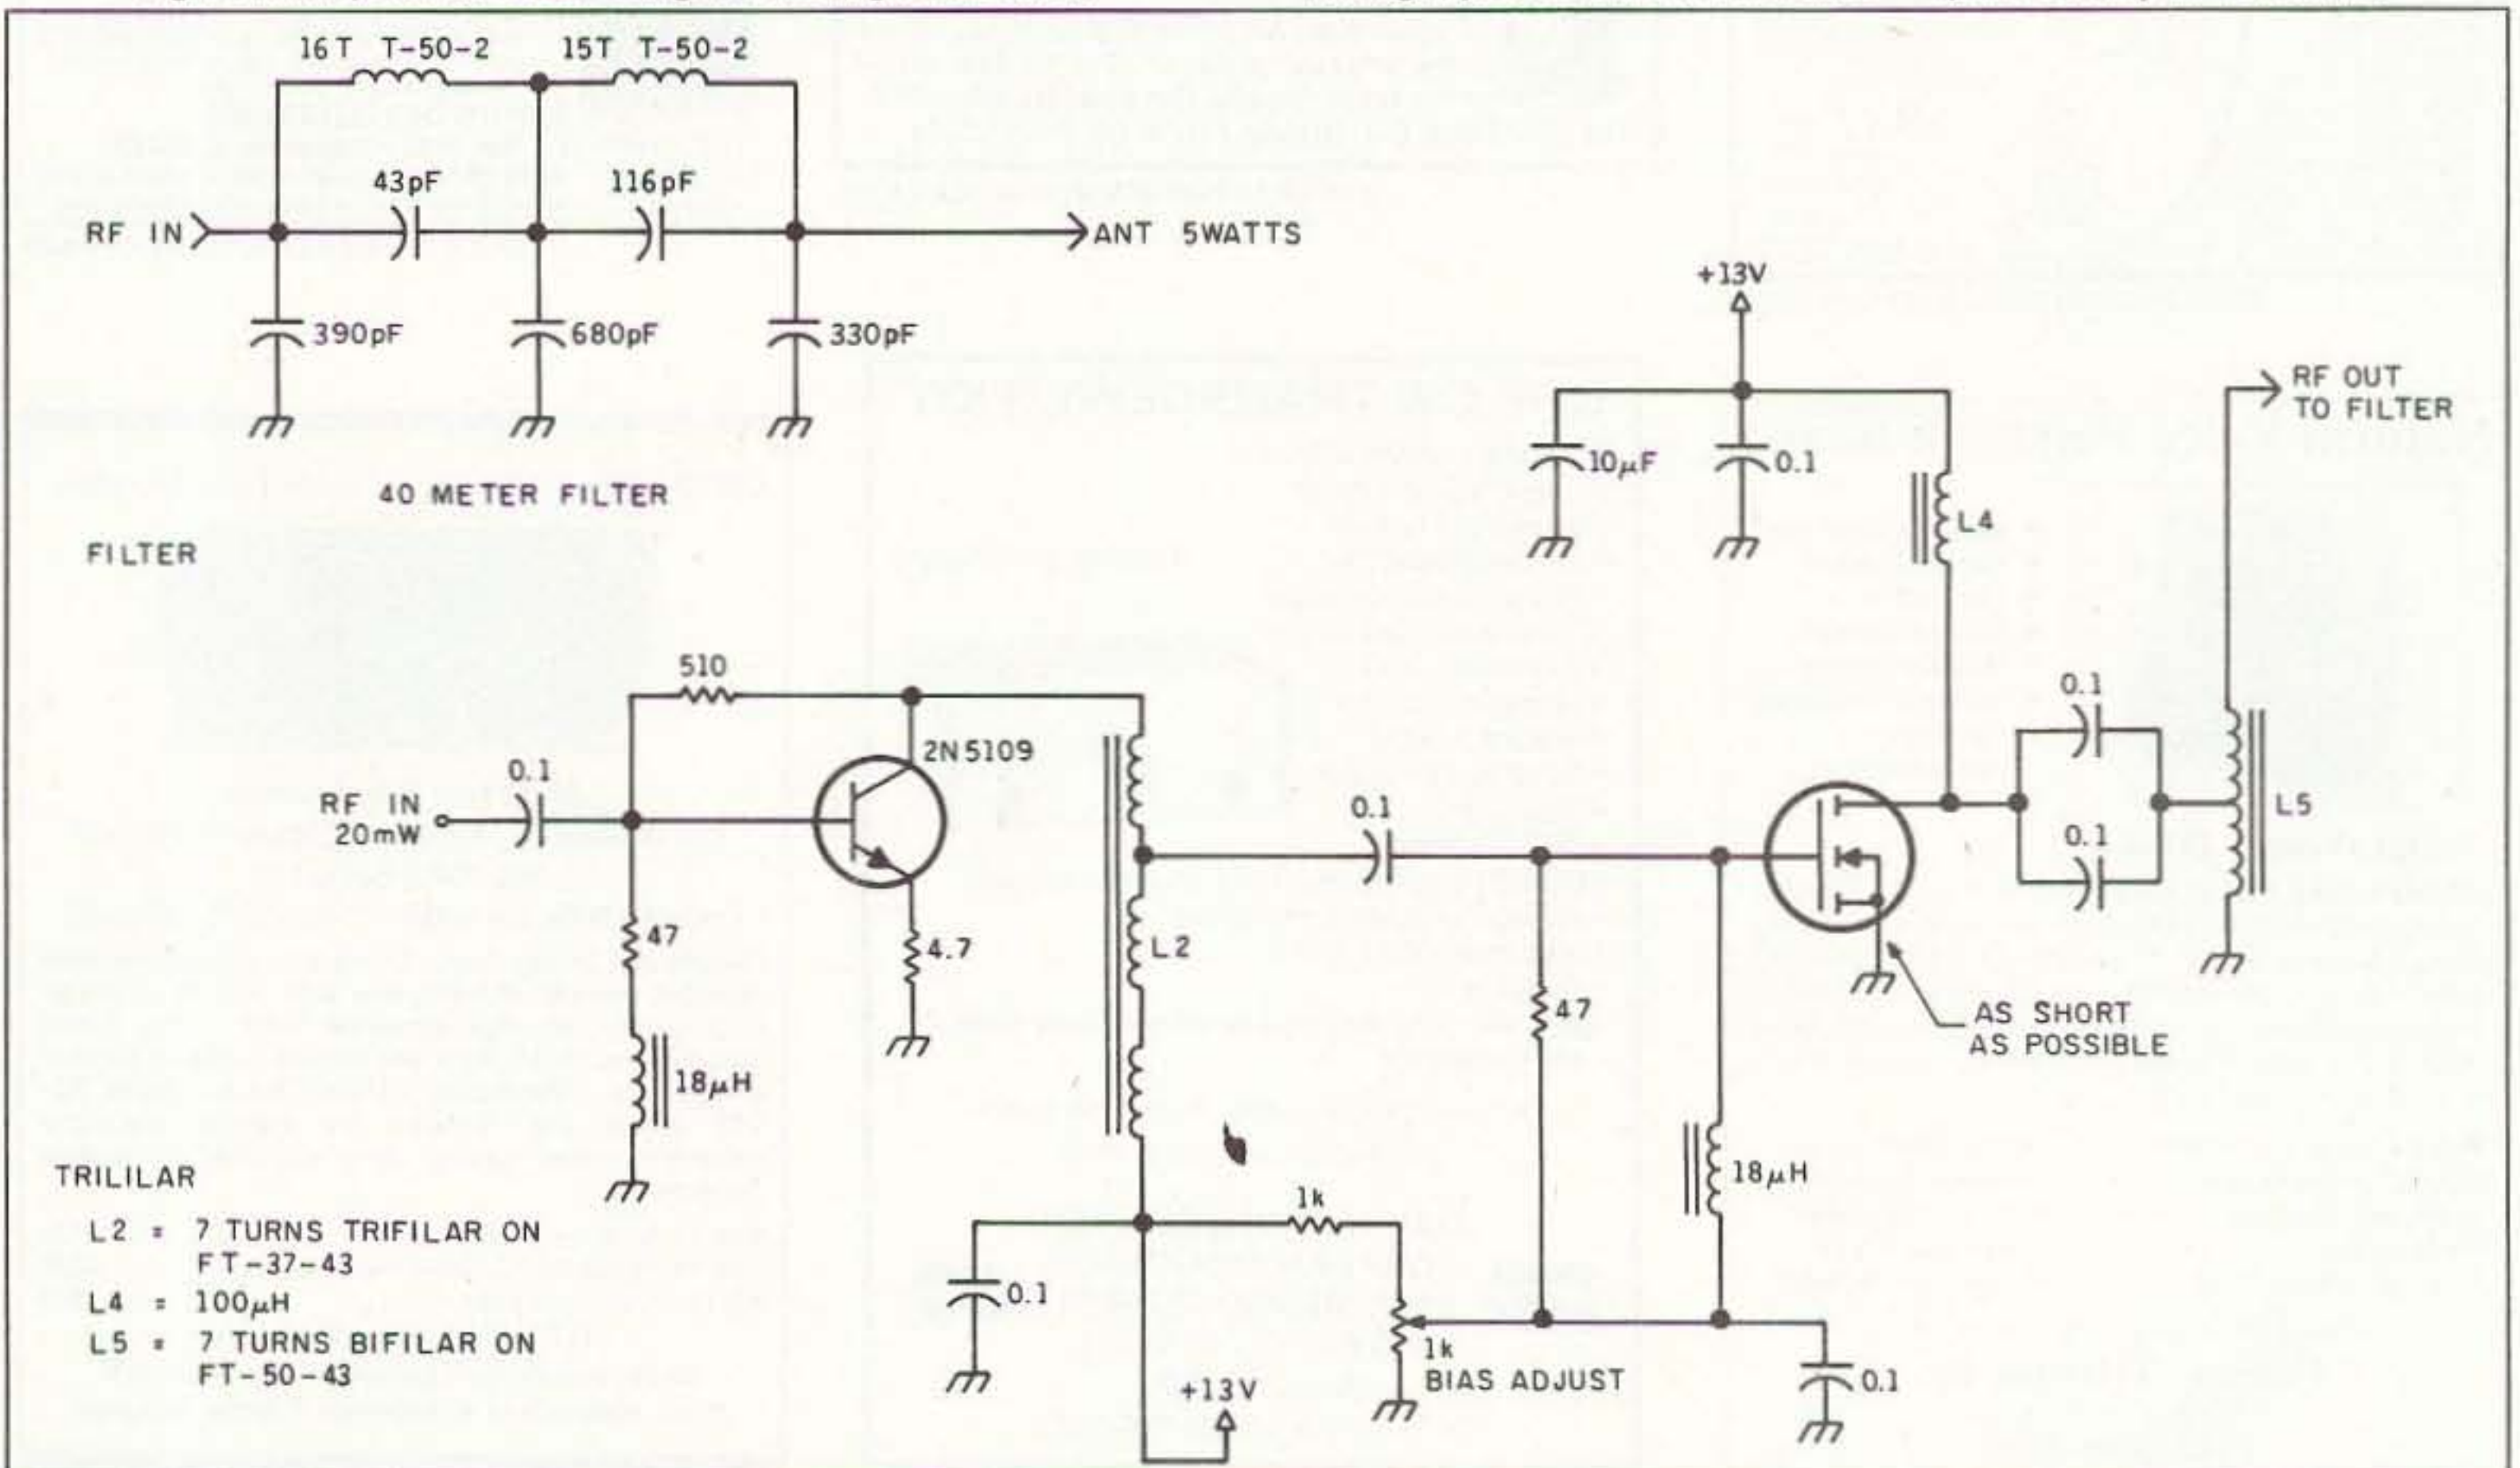 16T T-50-2
15T T-50-2
43pF
116pF
RF IN
ANT 5WATTS
390pF
680pF
330pF
40 METER FILTER
FILTER
+13V
10µF
0.1
L4
RF OUT
TO FILTER
510
2N5109
0.1
RF IN
20mW
47
4.7
18µH
L2
0.1
47
18µH
0.1
0.1
L5
AS SHORT
AS POSSIBLE
TRILILAR
L2 = 7 TURNS TRIFILAR ON
FT-37-43
L4 = 100µH
L5 = 7 TURNS BIFILAR ON
FT-50-43
0.1
1k
1k
BIAS ADJUST
+13V
0.1